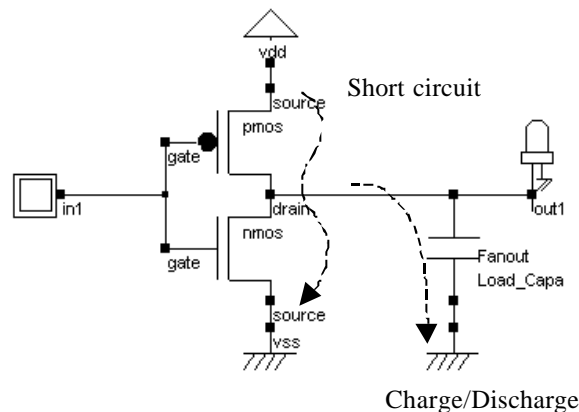 vdd
source
Short circuit
pmos
gate
in1
drain
out1
nmos
gate
Fanout
Load_Capa
source
vss
Charge/Discharge